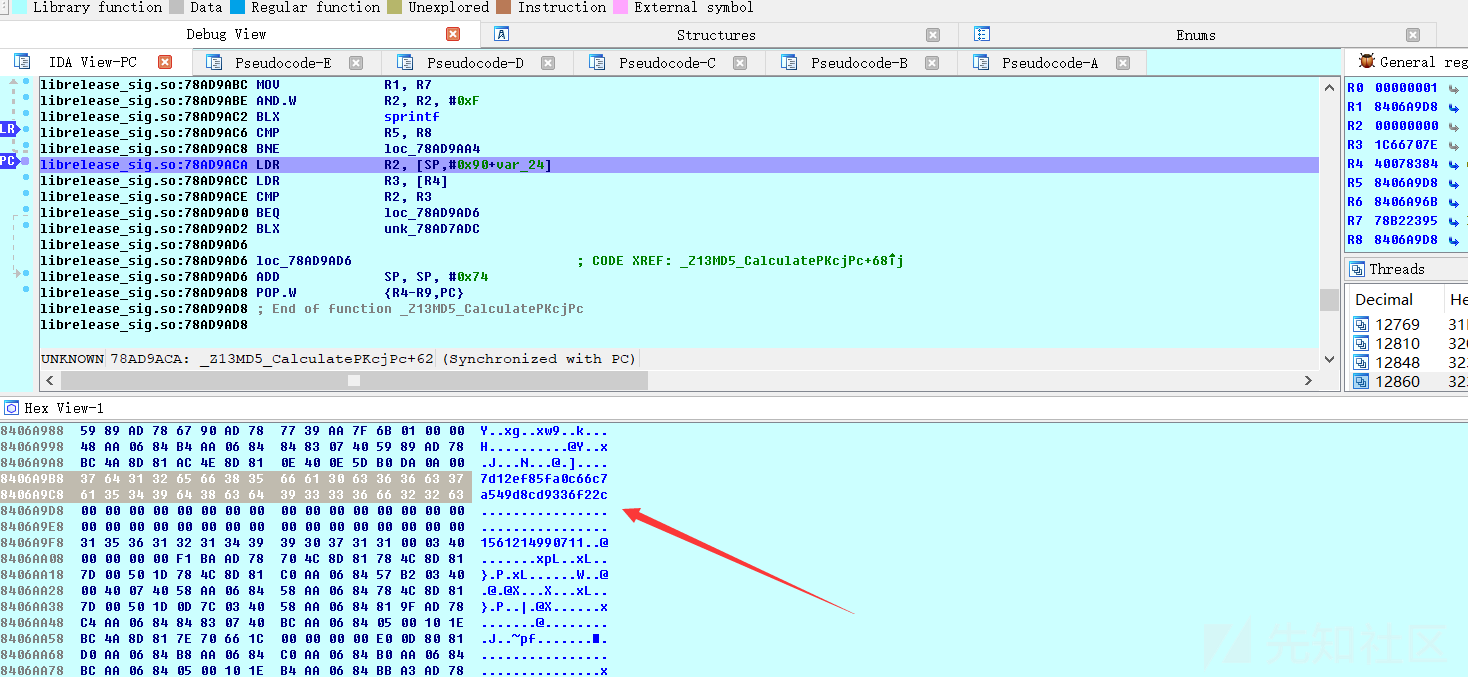 Library function Data Regular function Unexplored Instruction External symbol
Debug View Structures Enums
IDA View-PC Pseudocode-E Pseudocode-D Pseudocode-C Pseudocode-B Pseudocode-A General reg
librelease_sig.so:78AD9ABC MOV R1, R7
librelease_sig.so:78AD9ABE AND.W R2, R2, #0xF
librelease_sig.so:78AD9AC2 BLX sprintf
librelease_sig.so:78AD9AC6 CMP R5, R8
librelease_sig.so:78AD9AC8 BNE loc_78AD9AA4
librelease_sig.so:78AD9ACA LDR R2, [SP,#0x90+var_24]
librelease_sig.so:78AD9ACC LDR R3, [R4]
librelease_sig.so:78AD9ACE CMP R2, R3
librelease_sig.so:78AD9AD0 BEQ loc_78AD9AD6
librelease_sig.so:78AD9AD2 BLX unk_78AD7ADC
librelease_sig.so:78AD9AD6
librelease_sig.so:78AD9AD6 loc_78AD9AD6 ; CODE XREF: _Z13MD5_CalculatePKcjPc+68↑j
librelease_sig.so:78AD9AD6 ADD SP, SP, #0x74
librelease_sig.so:78AD9AD8 POP.W {R4-R9,PC}
librelease_sig.so:78AD9AD8 ; End of function _Z13MD5_CalculatePKcjPc
librelease_sig.so:78AD9AD8
LR
PC
UNKNOWN 78AD9ACA: _Z13MD5_CalculatePKcjPc+62 (Synchronized with PC)
R0 00000001
R1 8406A9D8
R2 00000000
R3 1C66707E
R4 40078384
R5 8406A9D8
R6 8406A96B
R7 78B22395
R8 8406A9D8
Threads
Decimal He
12769 31
12810 32
12848 32
12860 32
Hex View-1
8406A988 59 89 AD 78 67 90 AD 78 77 39 AA 7F 6B 01 00 00 Y..xg..xw9..k...
8406A998 48 AA 06 84 B4 AA 06 84 84 83 07 40 59 89 AD 78 H..........@Y..x
8406A9A8 BC 4A 8D 81 AC 4E 8D 81 0E 40 0E 5D B0 DA 0A 00 .J...N...@.]....
8406A9B8 37 64 31 32 65 66 38 35 66 61 30 63 36 36 63 37 7d12ef85fa0c66c7
8406A9C8 61 35 34 39 64 38 63 64 39 33 33 36 66 32 32 63 a549d8cd9336f22c
8406A9D8 00 00 00 00 00 00 00 00 00 00 00 00 00 00 00 00 ................
8406A9E8 00 00 00 00 00 00 00 00 00 00 00 00 00 00 00 00 ................
8406A9F8 31 35 36 31 32 31 34 39 39 30 37 31 31 00 03 40 1561214990711..@
8406AA08 00 00 00 00 F1 BA AD 78 70 4C 8D 81 78 4C 8D 81 .......xpL..xL..
8406AA18 7D 00 50 1D 78 4C 8D 81 C0 AA 06 84 57 B2 03 40 }.P.xL......W..@
8406AA28 00 40 07 40 58 AA 06 84 58 AA 06 84 78 4C 8D 81 .@.@X...X...xL..
8406AA38 7D 00 50 1D 0D 7C 03 40 58 AA 06 84 81 9F AD 78 }.P..|.@X......x
8406AA48 C4 AA 06 84 84 83 07 40 BC AA 06 84 05 00 10 1E .......@........
8406AA58 BC 4A 8D 81 7E 70 66 1C 00 00 00 00 E0 0D 80 81 .J..~pf.........
8406AA68 D0 AA 06 84 B8 AA 06 84 C0 AA 06 84 B0 AA 06 84 ................
8406AA78 BC AA 06 84 05 00 10 1E B4 AA 06 84 BB A3 AD 78 ...............x
先知社区